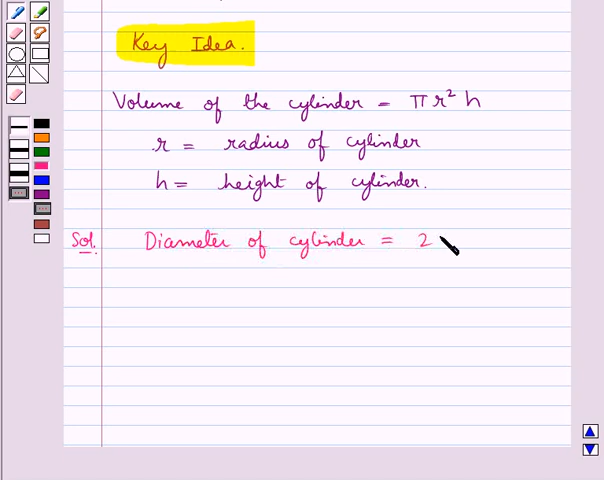 Key Idea.
Volume of the cylinder = πr²h
r = radius of cylinder
h = height of cylinder.
Sol. Diameter of cylinder = 2